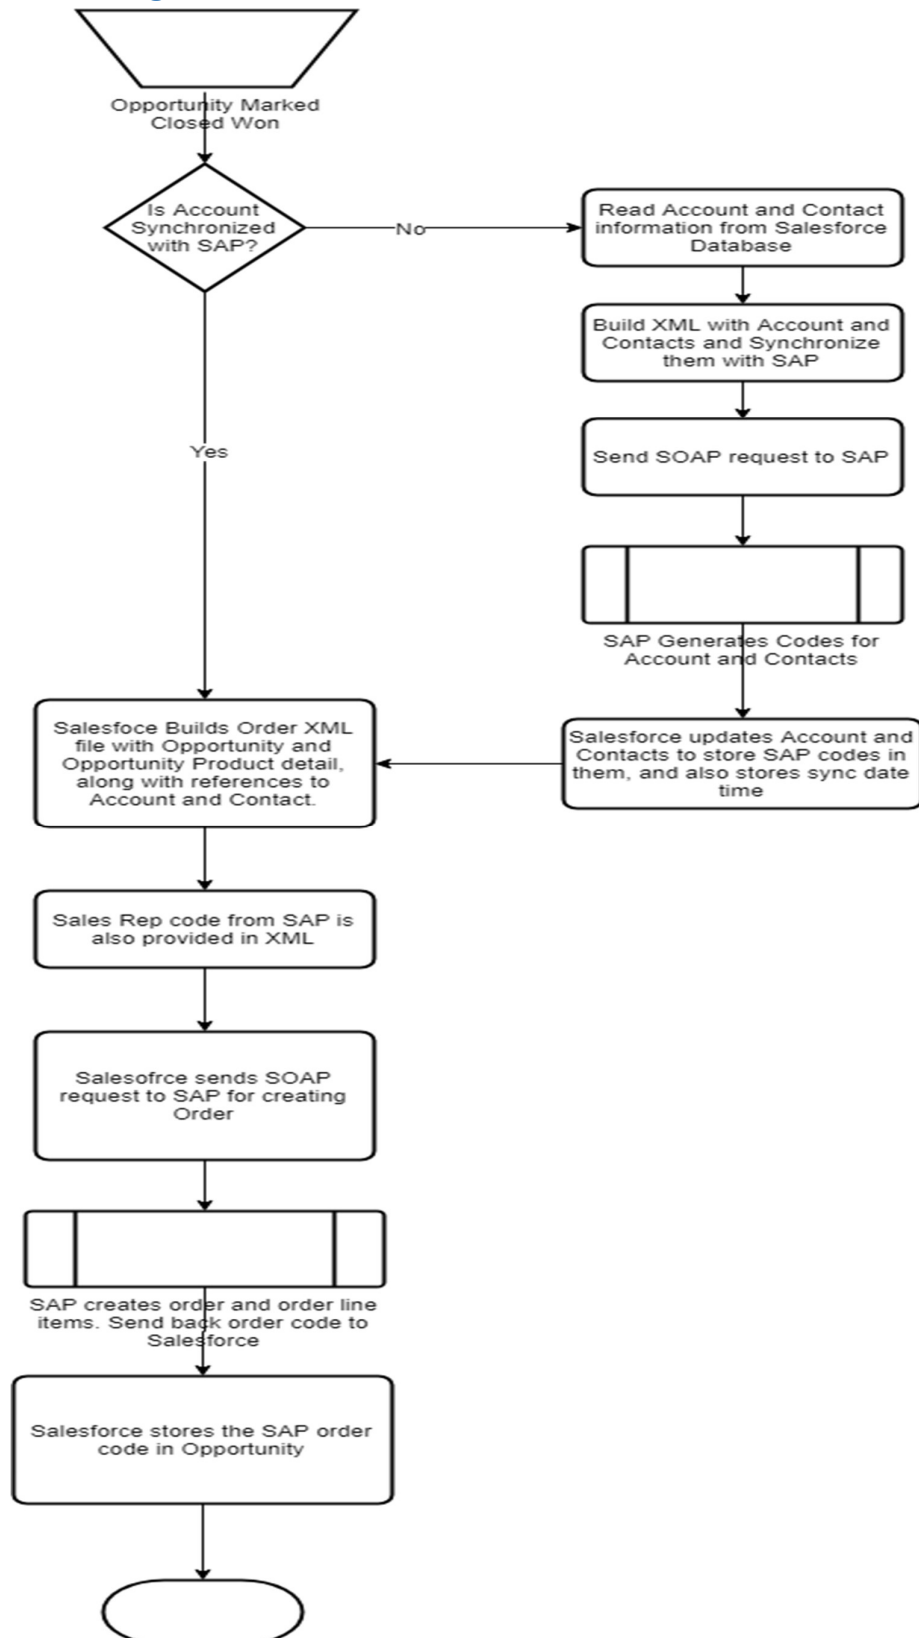 Opportunity Marked
Closed Won
Is Account
Synchronized
with SAP?
No
Read Account and Contact
information from Salesforce
Database
Build XML with Account and
Contacts and Synchronize
them with SAP
Send SOAP request to SAP
SAP Generates Codes for
Account and Contacts
Salesforce updates Account and
Contacts to store SAP codes in
them, and also stores sync date
time
Yes
Salesfoce Builds Order XML
file with Opportunity and
Opportunity Product detail,
along with references to
Account and Contact.
Sales Rep code from SAP is
also provided in XML
Salesofrce sends SOAP
request to SAP for creating
Order
SAP creates order and order line
items. Send back order code to
Salesforce
Salesforce stores the SAP order
code in Opportunity